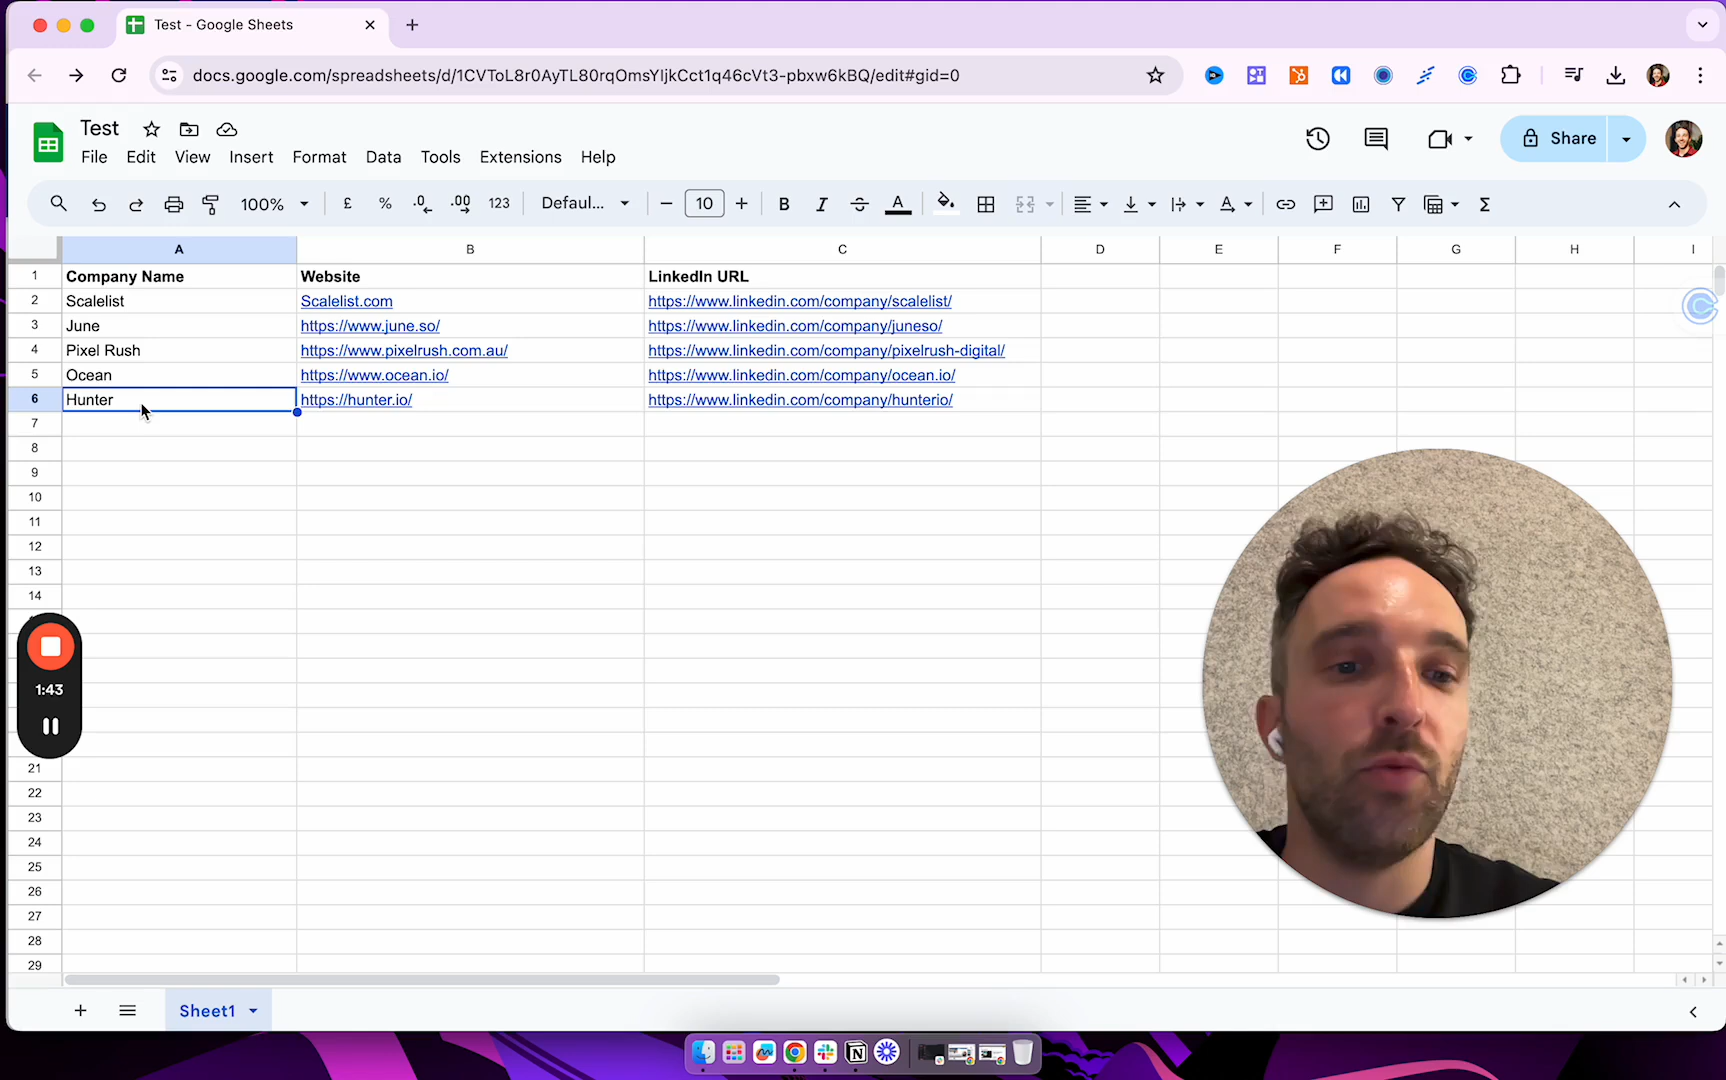 Test - Google Sheets
docs.google.com/spreadsheets/d/1CVToL8r0AyTL80rqOmsYIjkCct1q46cVt3-pbxw6kBQ/edit#gid=0
Test
File Edit View Insert Format Data Tools Extensions Help
Share
100% £ % .0 .00 123 Defaul... 10 B I S A Σ
A B C D E F G H I
1 Company Name Website LinkedIn URL
2 Scalelist Scalelist.com https://www.linkedin.com/company/scalelist/
3 June https://www.june.so/ https://www.linkedin.com/company/juneso/
4 Pixel Rush https://www.pixelrush.com.au/ https://www.linkedin.com/company/pixelrush-digital/
5 Ocean https://www.ocean.io/ https://www.linkedin.com/company/ocean.io/
6 Hunter https://hunter.io/ https://www.linkedin.com/company/hunterio/
7
8
9
10
11
12
13
14
1:43
21
22
23
24
25
26
27
28
29
Sheet1